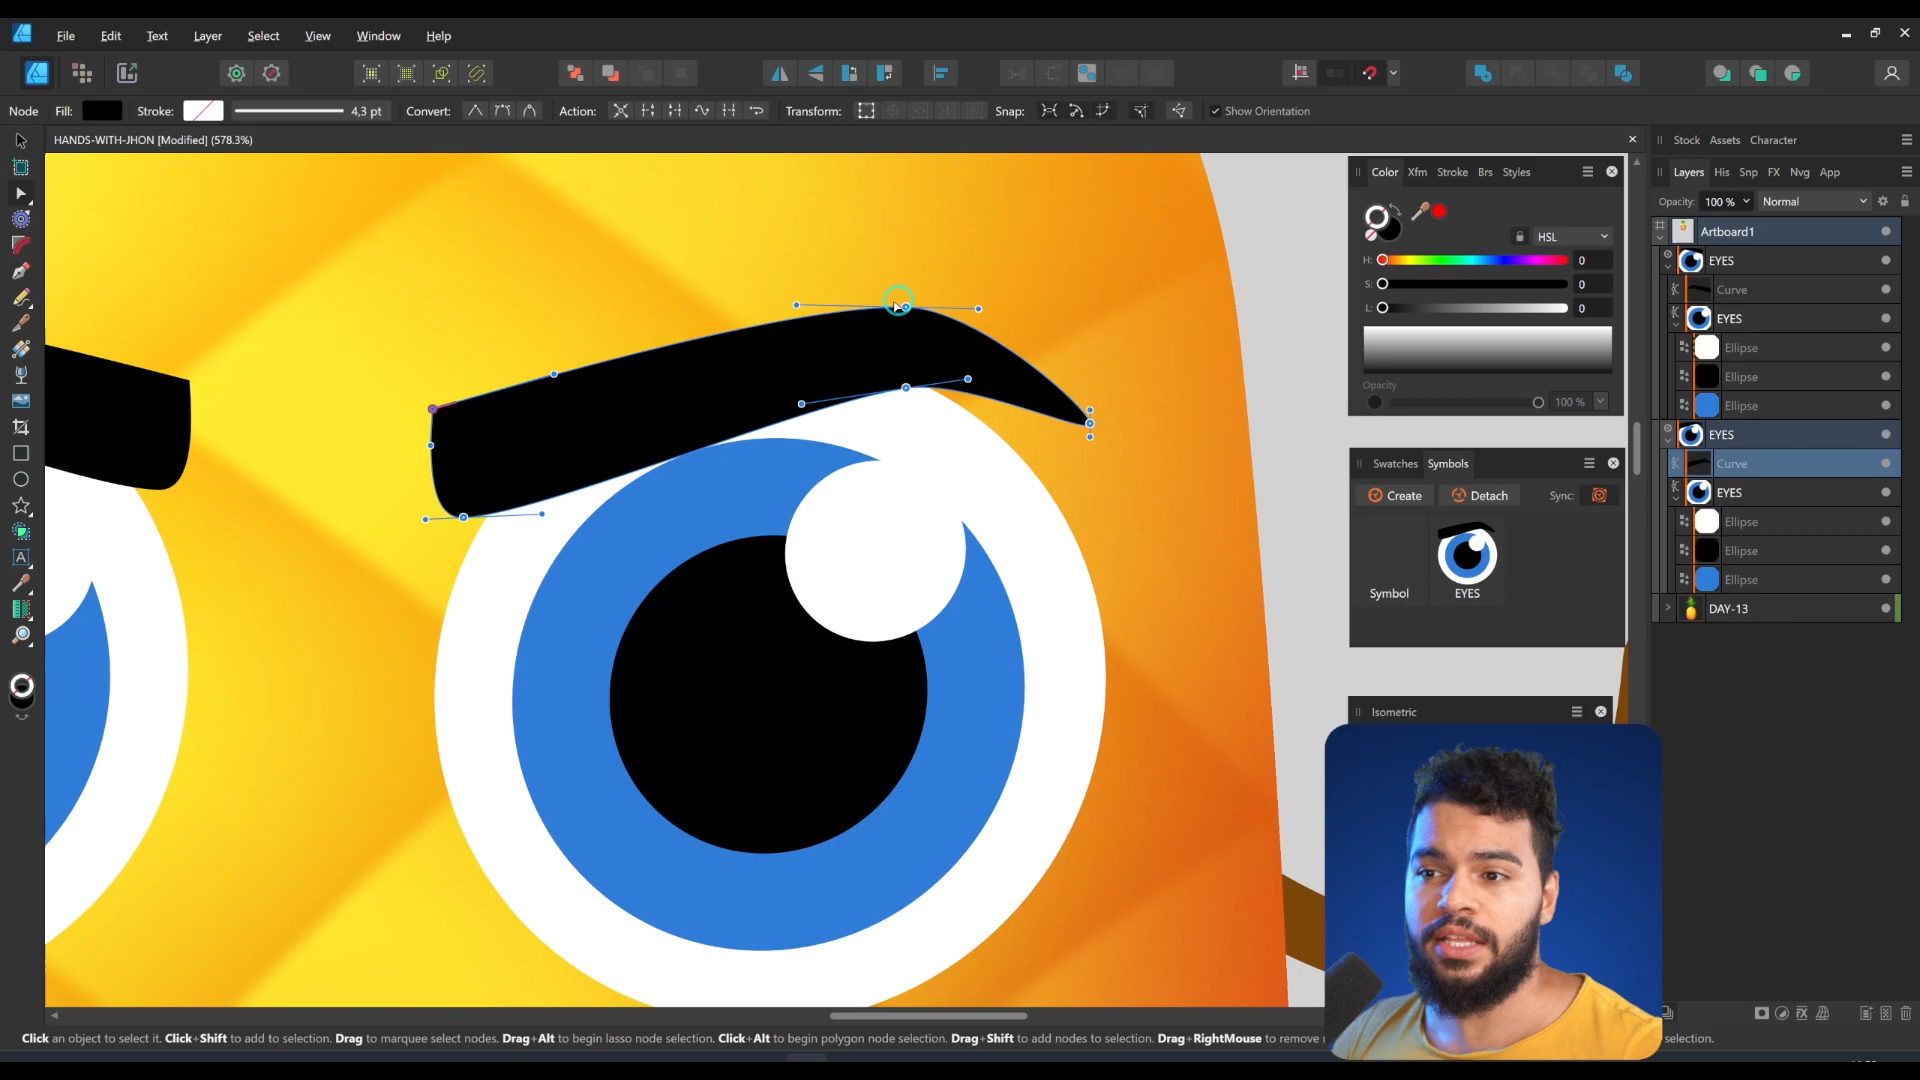 File Edit Text Layer Select View Window Help
Node Fill: Stroke: 4,3 pt Convert: Action: Transform: Snap: Show Orientation
HANDS-WITH-JHON [Modified] (578.3%)
Stock Assets Character
Color Xfm Stroke Brs Styles
Layers His Snp FX Nvg App
Opacity: 100 % Normal
HSL
H: 0
S: 0
L: 0
Opacity
100 %
Artboard1
EYES
Curve
EYES
Ellipse
Ellipse
Ellipse
EYES
Curve
EYES
Ellipse
Ellipse
Ellipse
DAY-13
Swatches Symbols
Create Detach Sync:
Symbol EYES
Isometric
Click an object to select it. Click+Shift to add to selection. Drag to marquee select nodes. Drag+Alt to begin lasso node selection. Click+Alt to begin polygon node selection. Drag+Shift to add nodes to selection. Drag+RightMouse to remove selection.